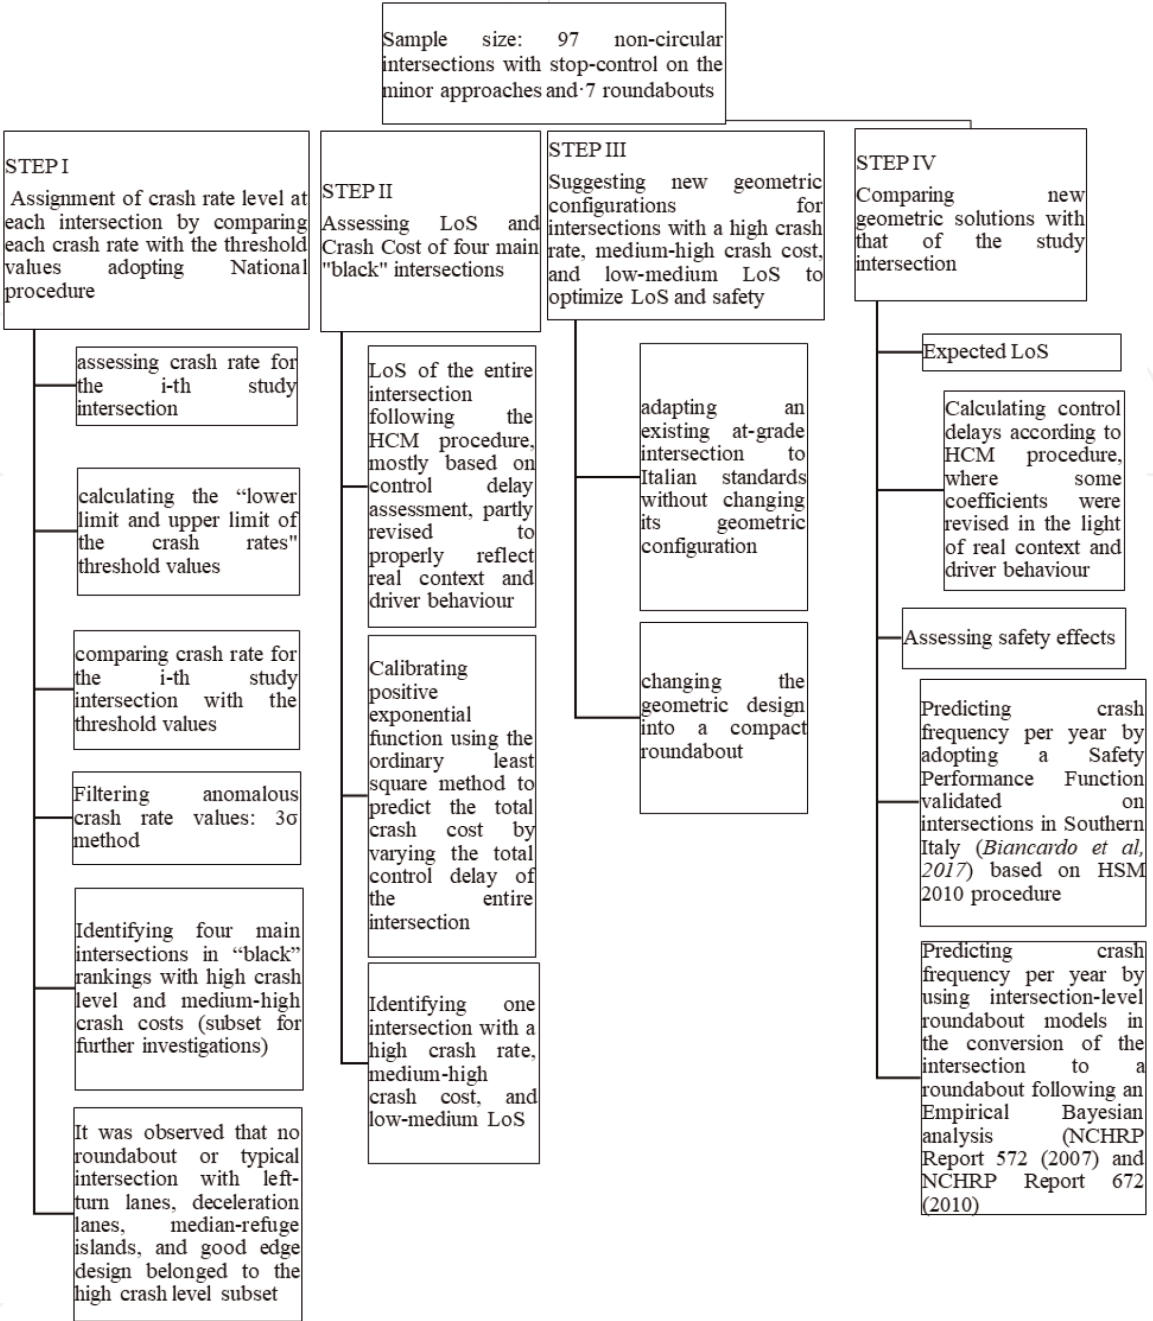 Sample size: 97 non-circular
intersections with stop-control on the
minor approaches and·7 roundabouts
STEP I
Assignment of crash rate level at
each intersection by comparing
each crash rate with the threshold
values adopting National
procedure
assessing crash rate for
the i-th study
intersection
calculating the “lower
limit and upper limit of
the crash rates"
threshold values
comparing crash rate for
the i-th study
intersection with the
threshold values
Filtering anomalous
crash rate values: 3σ
method
Identifying four main
intersections in “black”
rankings with high crash
level and medium-high
crash costs (subset for
further investigations)
It was observed that no
roundabout or typical
intersection with left-
turn lanes, deceleration
lanes, median-refuge
islands, and good edge
design belonged to the
high crash level subset
STEP II
Assessing LoS and
Crash Cost of four main
"black" intersections
LoS of the entire
intersection
following the
HCM procedure,
mostly based on
control delay
assessment, partly
revised to
properly reflect
real context and
driver behaviour
Calibrating
positive
exponential
function using the
ordinary least
square method to
predict the total
crash cost by
varying the total
control delay of
the entire
intersection
Identifying one
intersection with a
high crash rate,
medium-high
crash cost, and
low-medium LoS
STEP III
Suggesting new geometric
configurations for
intersections with a high crash
rate, medium-high crash cost,
and low-medium LoS to
optimize LoS and safety
adapting an
existing at-grade
intersection to
Italian standards
without changing
its geometric
configuration
changing the
geometric design
into a compact
roundabout
STEP IV
Comparing new
geometric solutions with
that of the study
intersection
Expected LoS
Calculating control
delays according to
HCM procedure,
where some
coefficients were
revised in the light
of real context and
driver behaviour
Assessing safety effects
Predicting crash
frequency per year by
adopting a Safety
Performance Function
validated on
intersections in Southern
Italy (Biancardo et al,
2017) based on HSM
2010 procedure
Predicting crash
frequency per year by
using intersection-level
roundabout models in
the conversion of the
intersection to a
roundabout following an
Empirical Bayesian
analysis (NCHRP
Report 572 (2007) and
NCHRP Report 672
(2010)